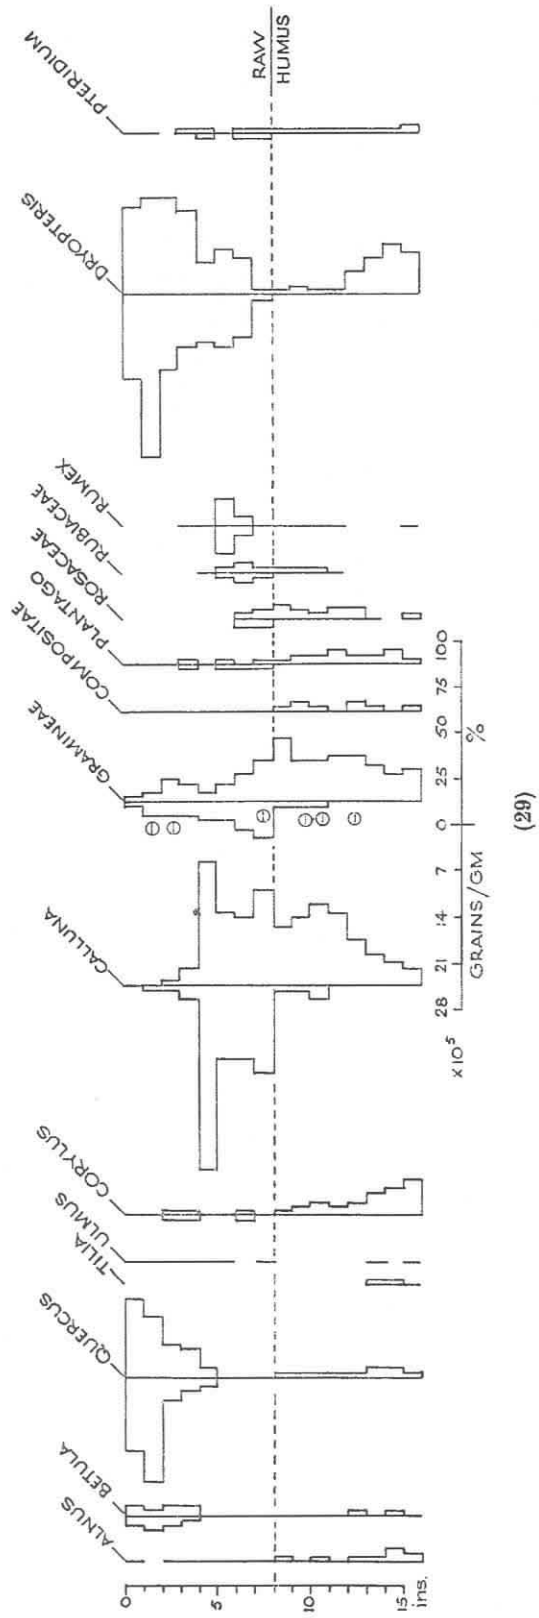 ALNUS
BETULA
QUERCUS
TILIA
ULMUS
CORYLUS
CALLUNA
GRAMINEAE
COMPOSITAE
PLANTAGO
ROSACEAE
RUBIACEAE
RUMEX
DRYOPTERIS
PTERIDIUM
0
5
RAW
HUMUS
10
15
ins.
28 21 14 7 0 25 50 75 100
×10⁵ GRAINS/GM %
(29)